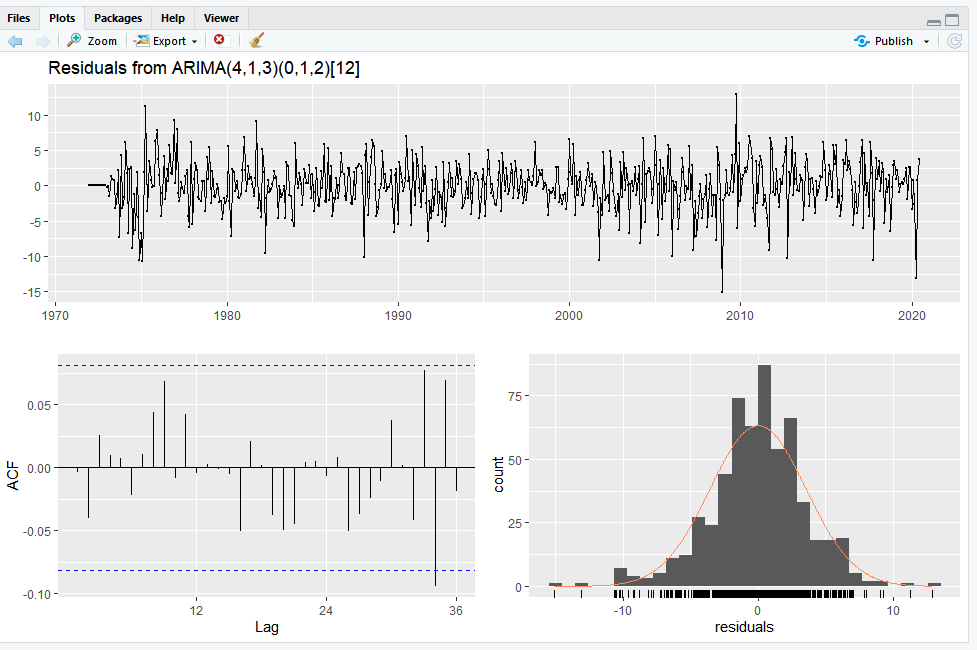 Files Plots Packages Help Viewer
Zoom Export Publish
Residuals from ARIMA(4,1,3)(0,1,2)[12]
10
5
0
-5
-10
-15
1970 1980 1990 2000 2010 2020
ACF
0.05
0.00
-0.05
-0.10
12 24 36
Lag
count
75
50
25
0
-10 0 10
residuals